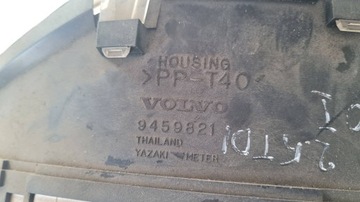 HOUSING
>PP-T40<
VOLVO
9459821
THAILAND
YAZAKI METER